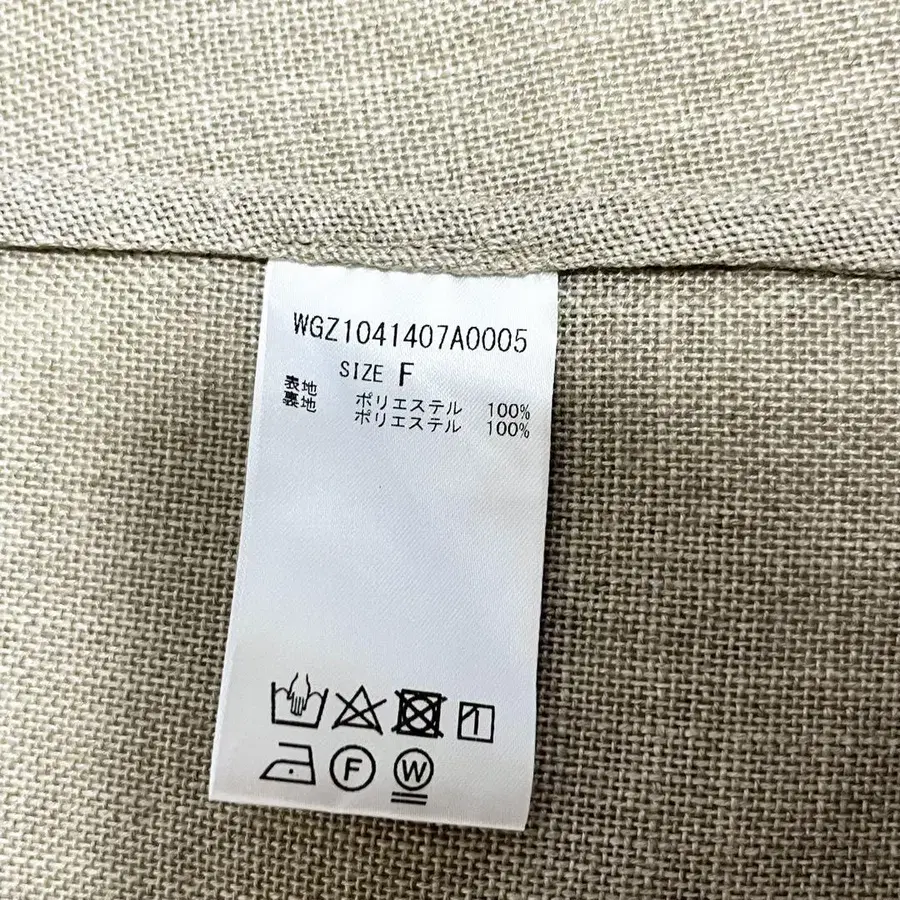 WGZ1041407A0005
SIZE F
表地 ポリエステル 100%
裏地 ポリエステル 100%
1
F W